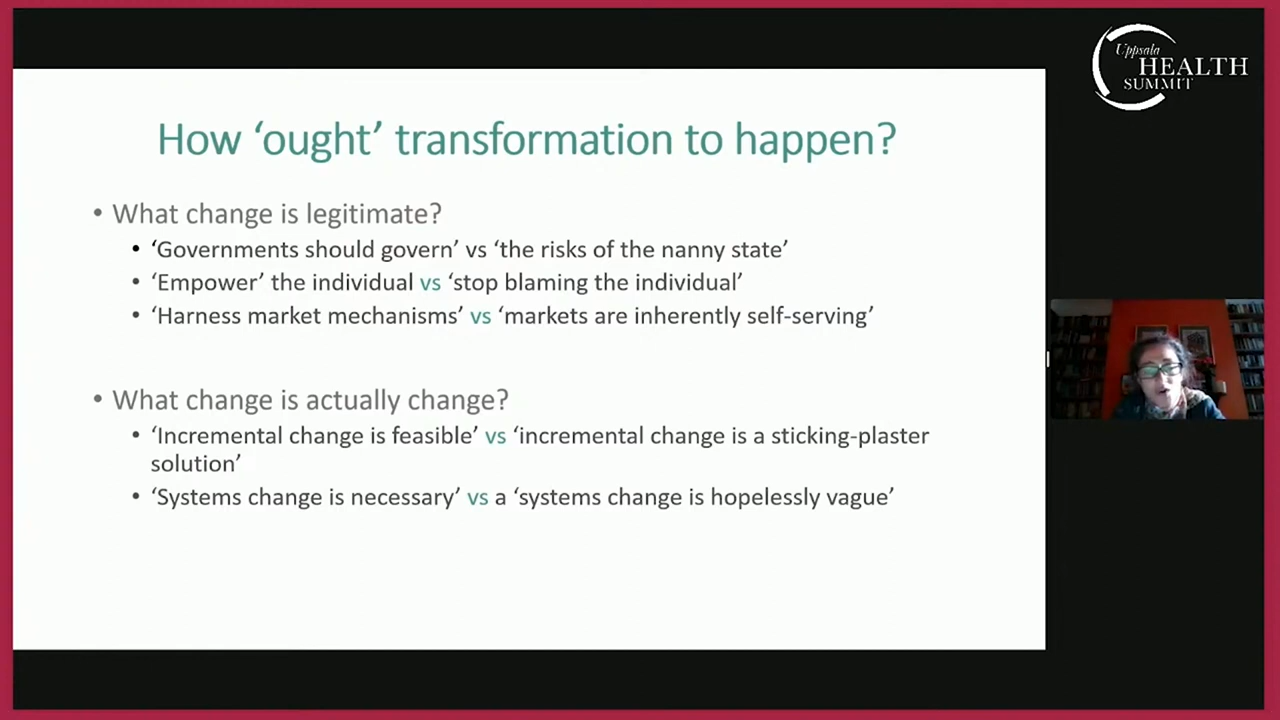 Uppsala
HEALTH
SUMMIT
How ‘ought’ transformation to happen?
• What change is legitimate?
• ‘Governments should govern’ vs ‘the risks of the nanny state’
• ‘Empower’ the individual vs ‘stop blaming the individual’
• ‘Harness market mechanisms’ vs ‘markets are inherently self-serving’
• What change is actually change?
• ‘Incremental change is feasible’ vs ‘incremental change is a sticking-plaster
solution’
• ‘Systems change is necessary’ vs a ‘systems change is hopelessly vague’